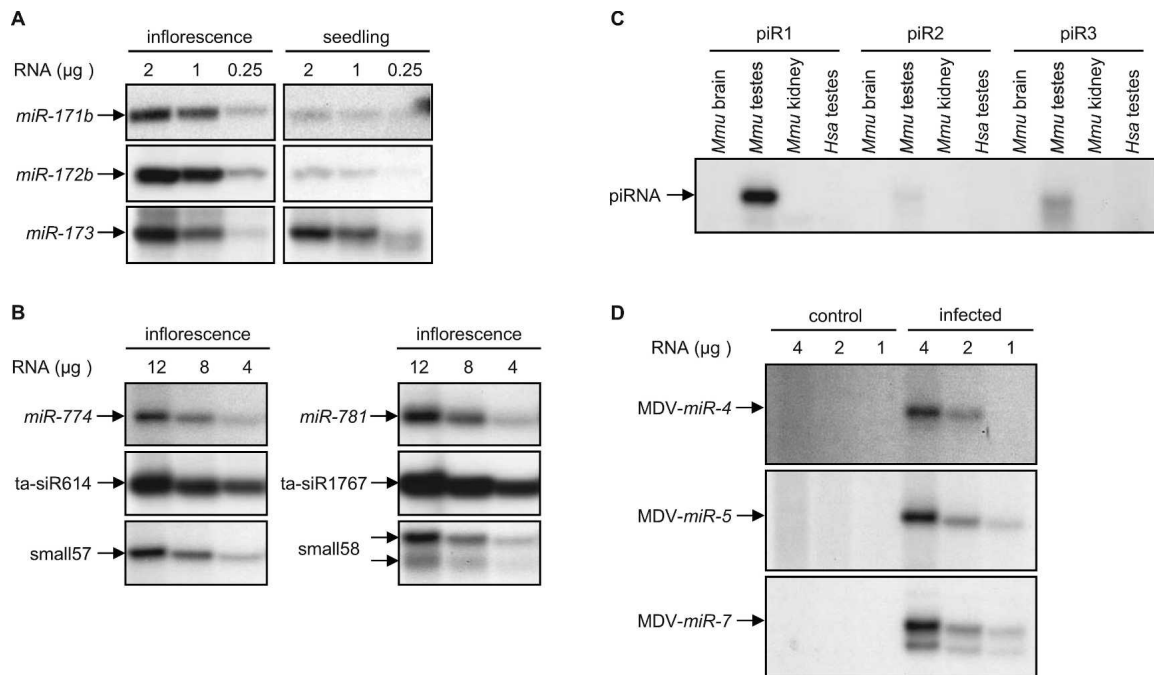 A
inflorescence seedling
RNA (µg ) 2 1 0.25 2 1 0.25
miR-171b
miR-172b
miR-173
B
inflorescence inflorescence
RNA (µg ) 12 8 4 12 8 4
miR-774 miR-781
ta-siR614 ta-siR1767
small57 small58
C
piR1 piR2 piR3
Mmu brain
Mmu testes
Mmu kidney
Hsa testes
Mmu brain
Mmu testes
Mmu kidney
Hsa testes
Mmu brain
Mmu testes
Mmu kidney
Hsa testes
piRNA
D
control infected
RNA (µg ) 4 2 1 4 2 1
MDV-miR-4
MDV-miR-5
MDV-miR-7